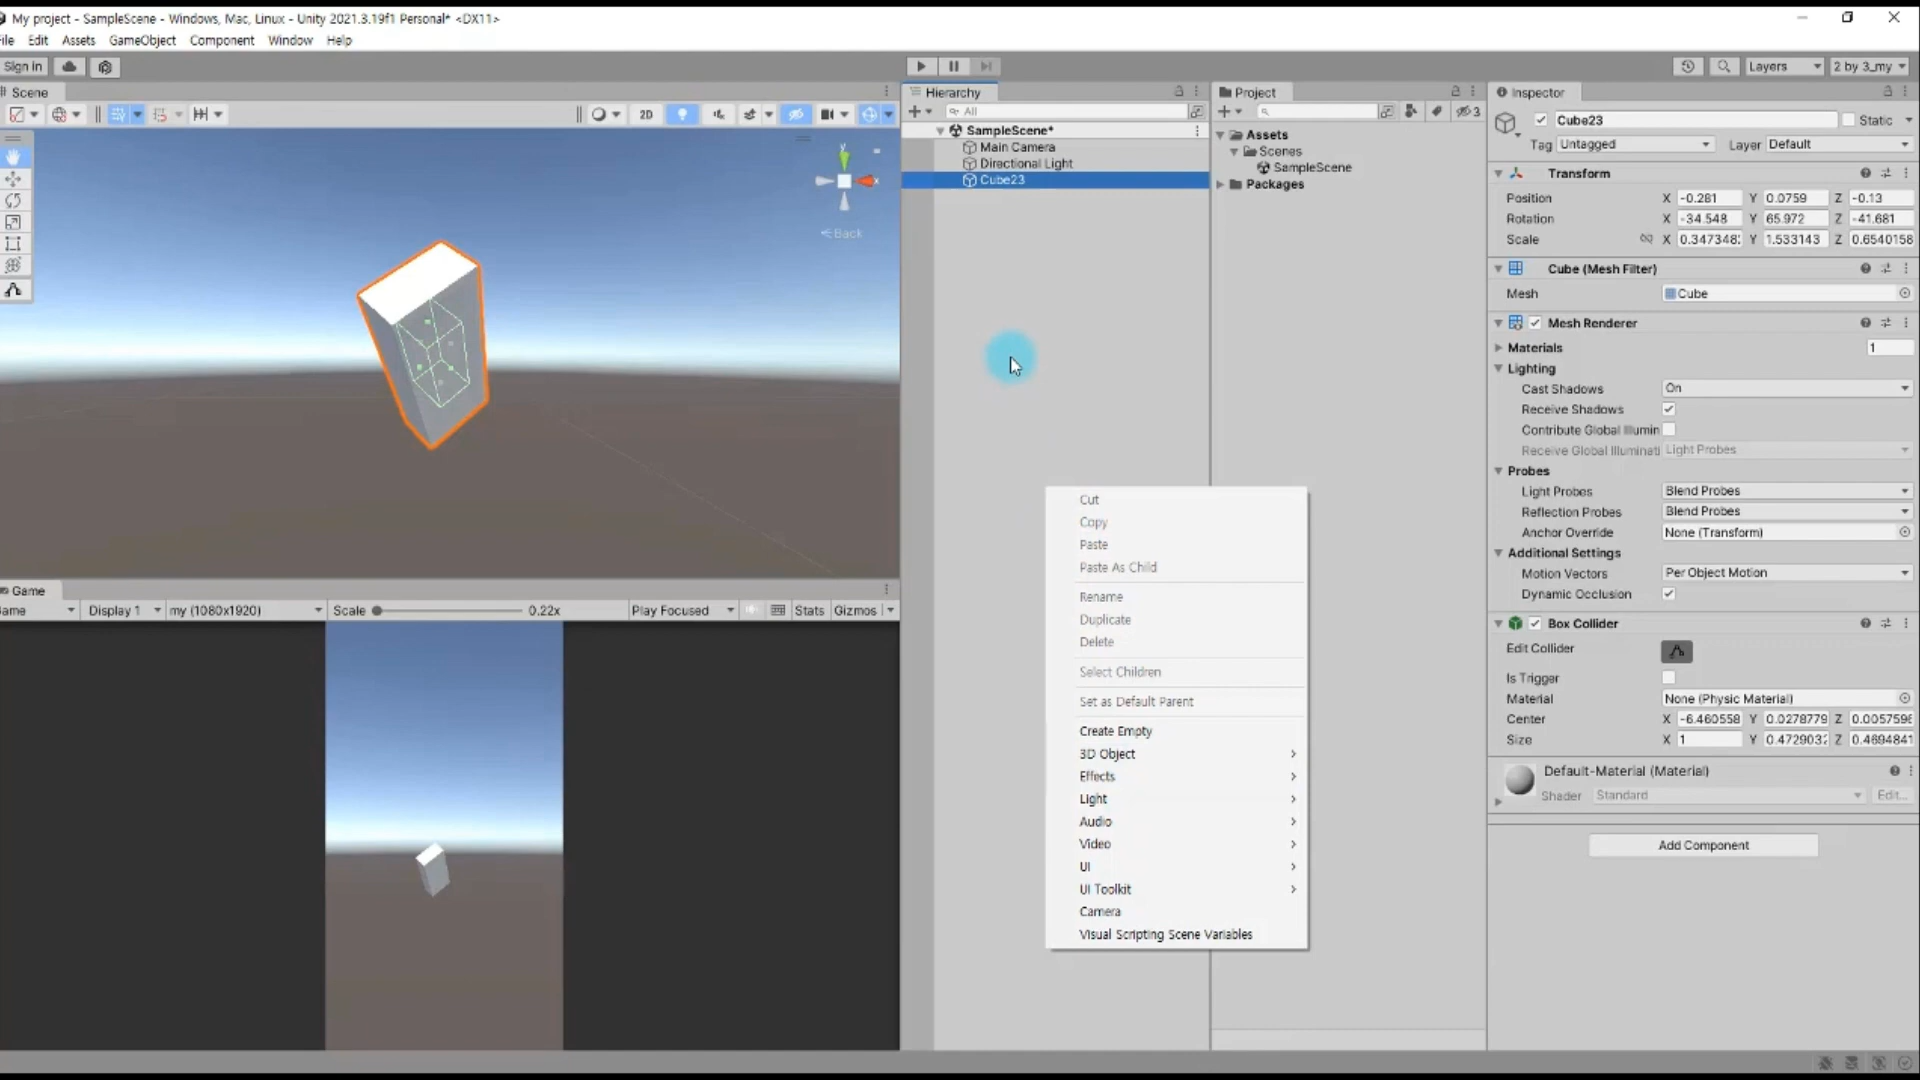 My project - SampleScene - Windows, Mac, Linux - Unity 2021.3.19f1 Personal* <DX11>
Edit Assets GameObject Component Window Help
Sign in
Layers
2 by 3_my
Scene
2D
y
x
Back
Hierarchy
All
SampleScene*
Main Camera
Directional Light
Cube23
Project
3
Assets
Scenes
SampleScene
Packages
Inspector
Cube23 Static
Tag Untagged Layer Default
Transform
Position X -0.281 Y 0.0759 Z -0.13
Rotation X -34.548 Y 65.972 Z -41.681
Scale X 0.347348 Y 1.533143 Z 0.6540158
Cube (Mesh Filter)
Mesh Cube
Mesh Renderer
Materials 1
Lighting
Cast Shadows On
Receive Shadows
Contribute Global Illumin
Receive Global Illuminati Light Probes
Probes
Light Probes Blend Probes
Reflection Probes Blend Probes
Anchor Override None (Transform)
Additional Settings
Motion Vectors Per Object Motion
Dynamic Occlusion
Box Collider
Edit Collider
Is Trigger
Material None (Physic Material)
Center X -6.460558 Y 0.0278779 Z
Size X 1 Y Z 0.4694841
Default-Material (Material)
Shader Standard Edit...
Add Component
Game
Display 1 my (1080x1920) Scale 0.22x Play Focused Stats Gizmos
Cut
Copy
Paste
Paste As Child
Rename
Duplicate
Delete
Select Children
Set as Default Parent
Create Empty
3D Object
Effects
Light
Audio
Video
UI
UI Toolkit
Camera
Visual Scripting Scene Variables